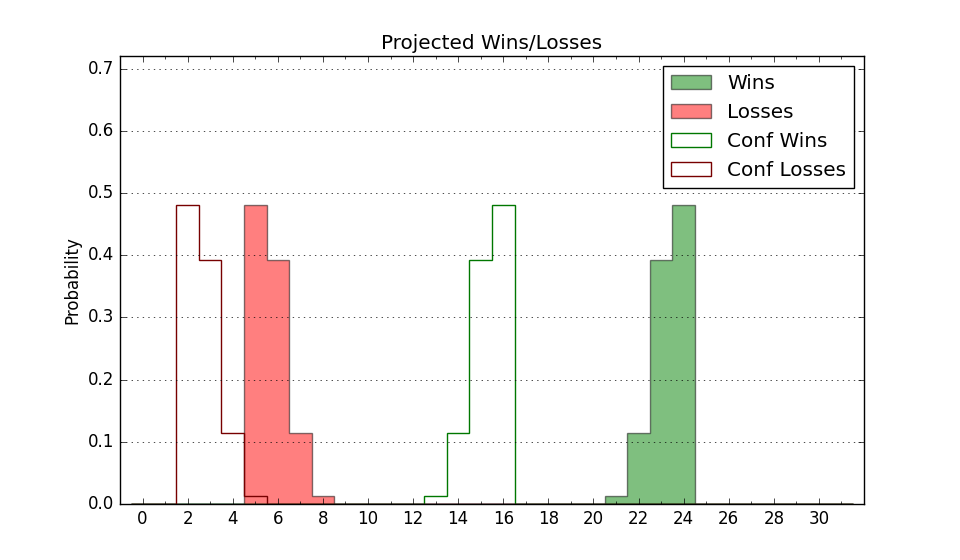 Projected Wins/Losses
0.7
0.6
0.5
0.4
0.3
0.2
0.1
0.0
Probability
Wins
Losses
Conf Wins
Conf Losses
0 2 4 6 8 10 12 14 16 18 20 22 24 26 28 30